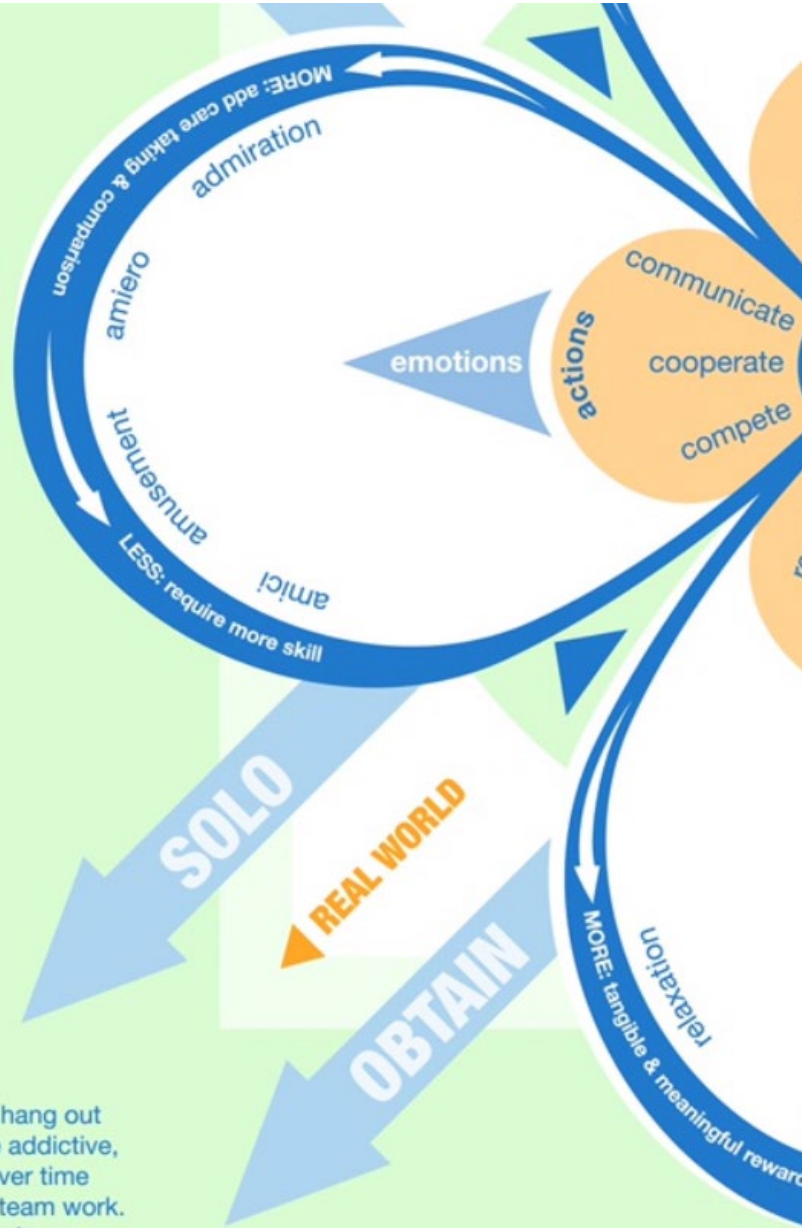 MORE: add care taking & comparison
admiration
amiero
amusement
amici
LESS: require more skill
emotions
actions
communicate
cooperate
compete
SOLO
REAL WORLD
OBTAIN
MORE: tangible & meaningful reward
relaxation
hang out
addictive,
ver time
team work.